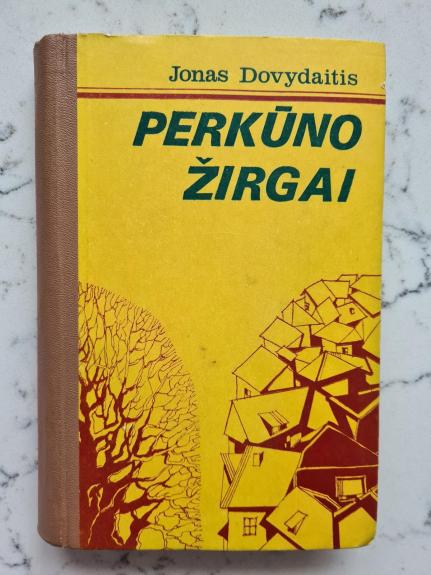 Jonas Dovydaitis
PERKŪNO
ŽIRGAI